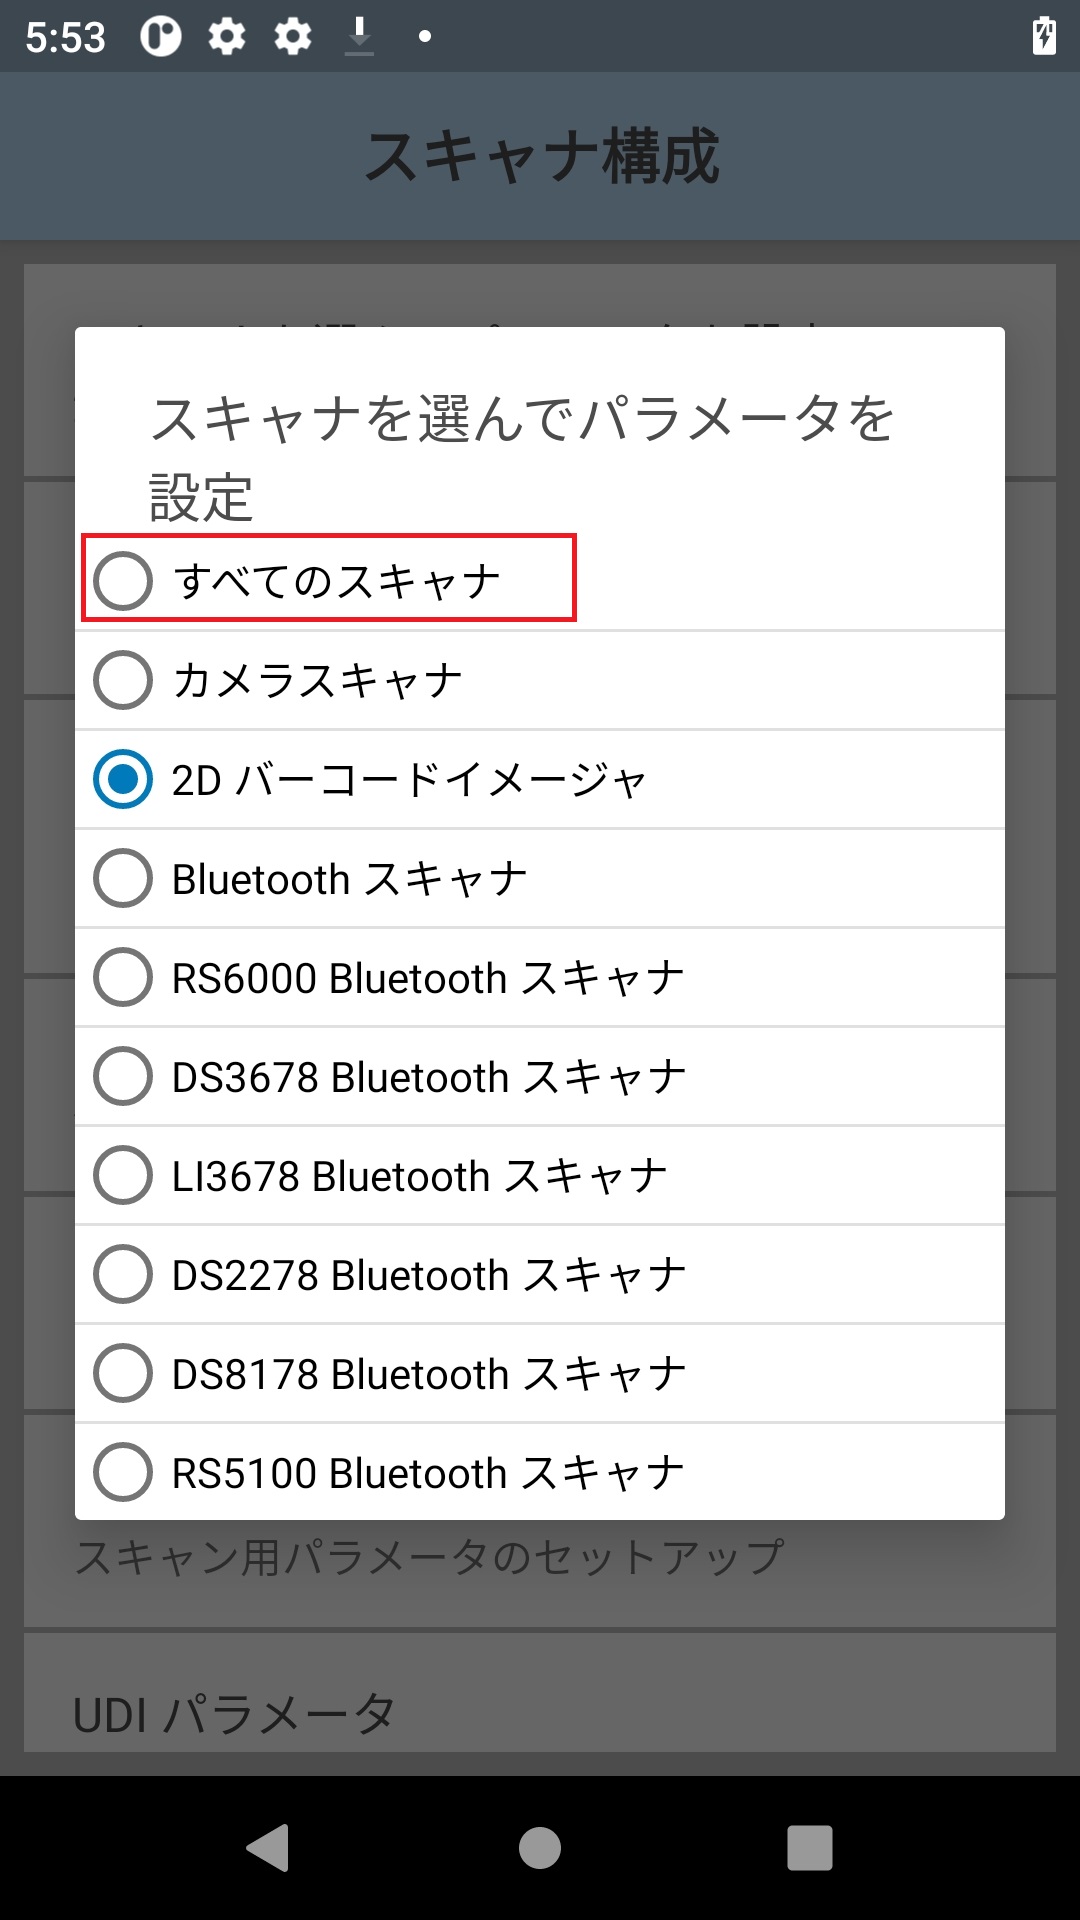 5:53
スキャナ構成
スキャナを選んでパラメータを
設定
すべてのスキャナ
カメラスキャナ
2D バーコードイメージャ
Bluetooth スキャナ
RS6000 Bluetooth スキャナ
DS3678 Bluetooth スキャナ
LI3678 Bluetooth スキャナ
DS2278 Bluetooth スキャナ
DS8178 Bluetooth スキャナ
RS5100 Bluetooth スキャナ
スキャン用パラメータのセットアップ
UDI パラメータ